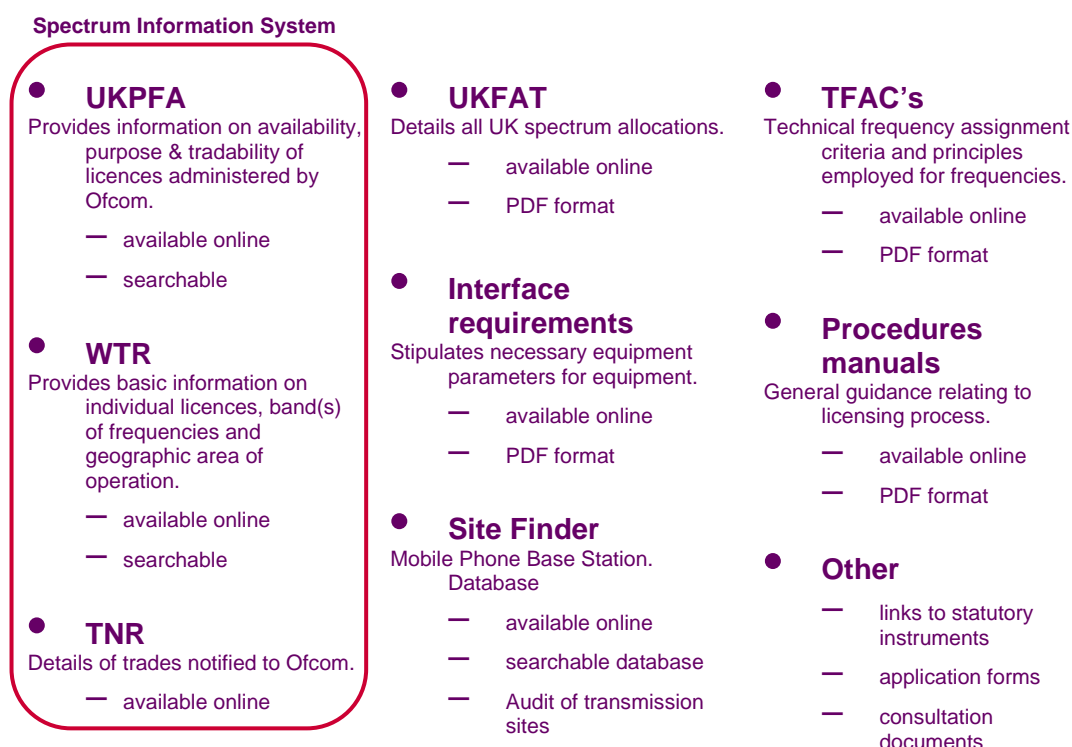 Spectrum Information System
● UKPFA
Provides information on availability,
purpose & tradability of
licences administered by
Ofcom.
— available online
— searchable
● WTR
Provides basic information on
individual licences, band(s)
of frequencies and
geographic area of
operation.
— available online
— searchable
● TNR
Details of trades notified to Ofcom.
— available online
● UKFAT
Details all UK spectrum allocations.
— available online
— PDF format
● Interface
requirements
Stipulates necessary equipment
parameters for equipment.
— available online
— PDF format
● Site Finder
Mobile Phone Base Station.
Database
— available online
— searchable database
— Audit of transmission
sites
● TFAC's
Technical frequency assignment
criteria and principles
employed for frequencies.
— available online
— PDF format
● Procedures
manuals
General guidance relating to
licensing process.
— available online
— PDF format
● Other
— links to statutory
instruments
— application forms
— consultation
documents